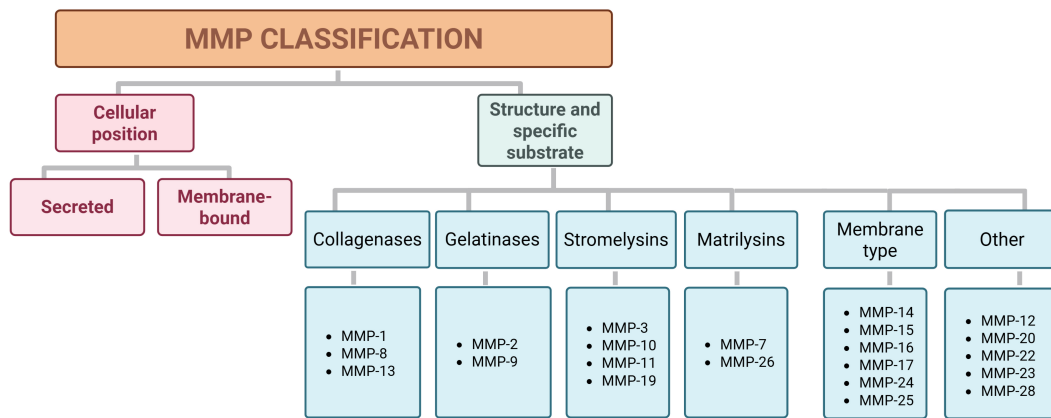 MMP CLASSIFICATION
Cellular
position
Structure and
specific
substrate
Secreted
Membrane-
bound
Collagenases
Gelatinases
Stromelysins
Matrilysins
Membrane
type
Other
• MMP-1
• MMP-8
• MMP-13
• MMP-2
• MMP-9
• MMP-3
• MMP-10
• MMP-11
• MMP-19
• MMP-7
• MMP-26
• MMP-14
• MMP-15
• MMP-16
• MMP-17
• MMP-24
• MMP-25
• MMP-12
• MMP-20
• MMP-22
• MMP-23
• MMP-28